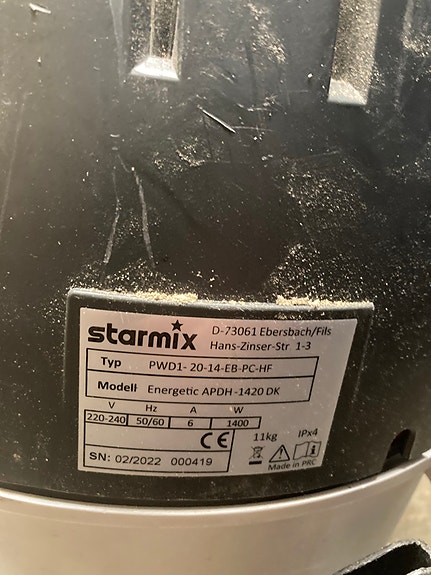 starmix
D-73061 Ebersbach/Fils
Hans-Zinser-Str 1-3
Typ PWD1- 20-14-EB-PC-HF
Modell Energetic APDH -1420 DK
V Hz A W
220-240 50/60 6 1400
CE 11kg IPx4
SN: 02/2022 000419
Made in PRC